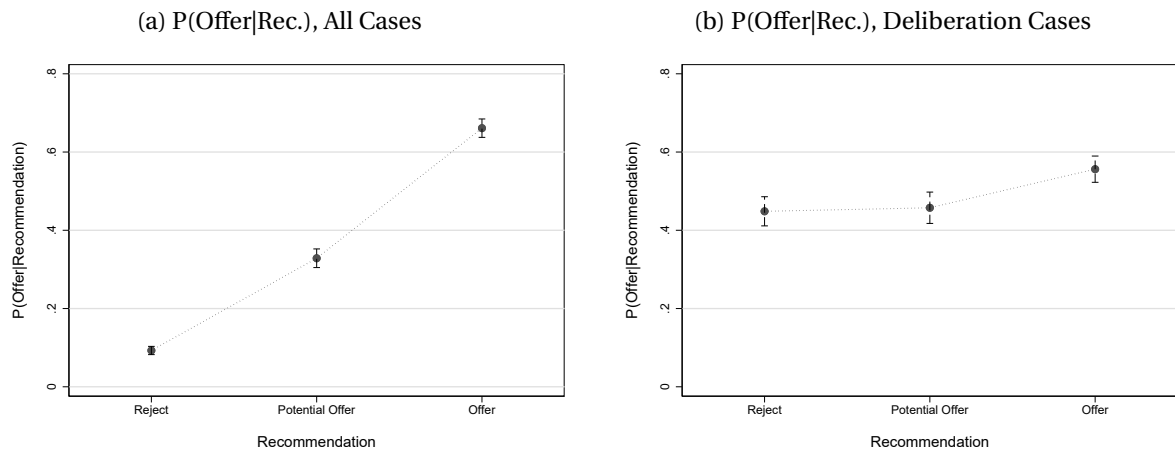 (a) P(Offer|Rec.), All Cases
P(Offer|Recommendation)
.8
.6
.4
.2
0
Reject
Potential Offer
Offer
Recommendation
(b) P(Offer|Rec.), Deliberation Cases
P(Offer|Recommendation)
.8
.6
.4
.2
0
Reject
Potential Offer
Offer
Recommendation